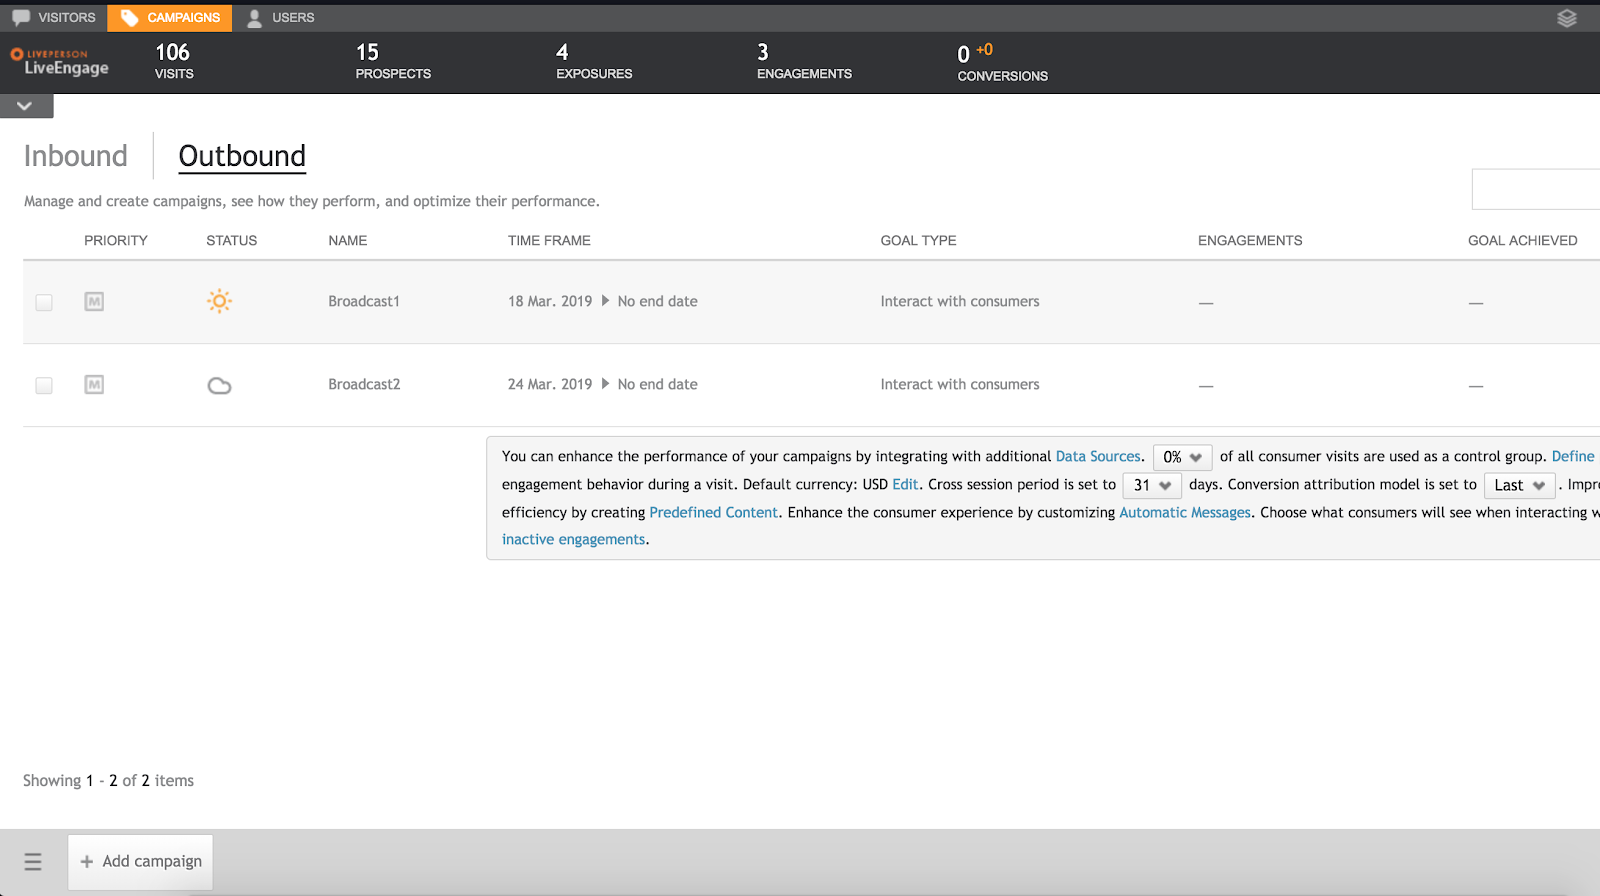 VISITORS CAMPAIGNS USERS
LIVEPERSON
LiveEngage
106 15 4 3 0 +0
VISITS PROSPECTS EXPOSURES ENGAGEMENTS CONVERSIONS
Inbound Outbound
Manage and create campaigns, see how they perform, and optimize their performance.
PRIORITY STATUS NAME TIME FRAME GOAL TYPE ENGAGEMENTS GOAL ACHIEVED
M Broadcast1 18 Mar. 2019 No end date Interact with consumers — —
M Broadcast2 24 Mar. 2019 No end date Interact with consumers — —
You can enhance the performance of your campaigns by integrating with additional Data Sources. 0% of all consumer visits are used as a control group. Define
engagement behavior during a visit. Default currency: USD Edit. Cross session period is set to 31 days. Conversion attribution model is set to Last . Impr
efficiency by creating Predefined Content. Enhance the consumer experience by customizing Automatic Messages. Choose what consumers will see when interacting w
inactive engagements.
Showing 1 - 2 of 2 items
+ Add campaign